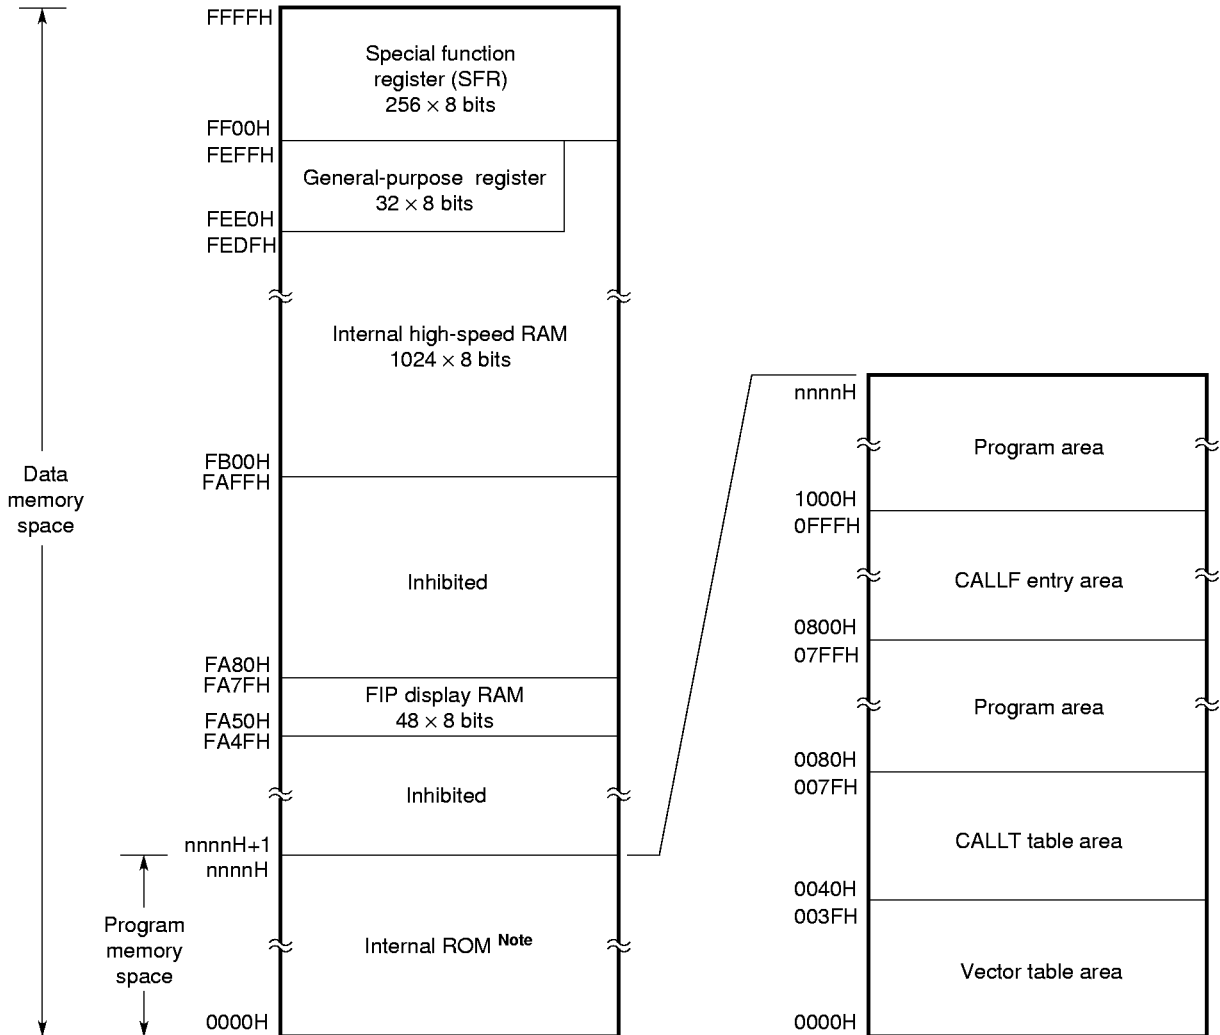 FFFFH
Special function
register (SFR)
256 × 8 bits
FF00H
FEFFH
General-purpose register
32 × 8 bits
FEE0H
FEDFH
Internal high-speed RAM
1024 × 8 bits
FB00H
FAFFH
Data
memory
space
Inhibited
FA80H
FA7FH
FIP display RAM
48 × 8 bits
FA50H
FA4FH
Inhibited
nnnnH+1
nnnnH
Program
memory
space
Internal ROM Note
0000H
nnnnH
Program area
1000H
0FFFH
CALLF entry area
0800H
07FFH
Program area
0080H
007FH
CALLT table area
0040H
003FH
Vector table area
0000H